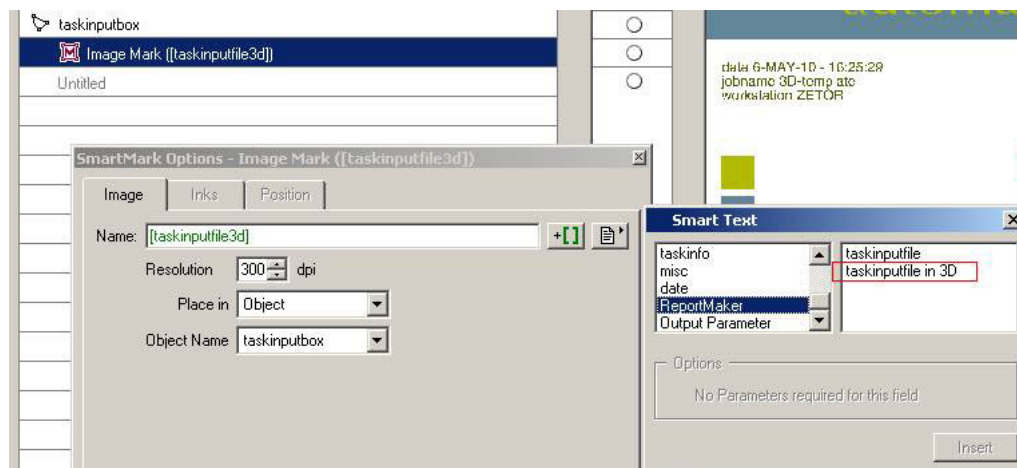 taskinputbox
Image Mark ([taskinputfile3d])
Untitled
data 6-MAY-10 - 16:25:29
jobname 3D-temp ate
workstation ZETOR
SmartMark Options - Image Mark ([taskinputfile3d])
Image Inks Position
Name: [taskinputfile3d] +[]
Resolution 300 dpi
Place in Object
Object Name taskinputbox
Smart Text
taskinfo taskinputfile
misc taskinputfile in 3D
date
ReportMaker
Output Parameter
Options
No Parameters required for this field
Insert